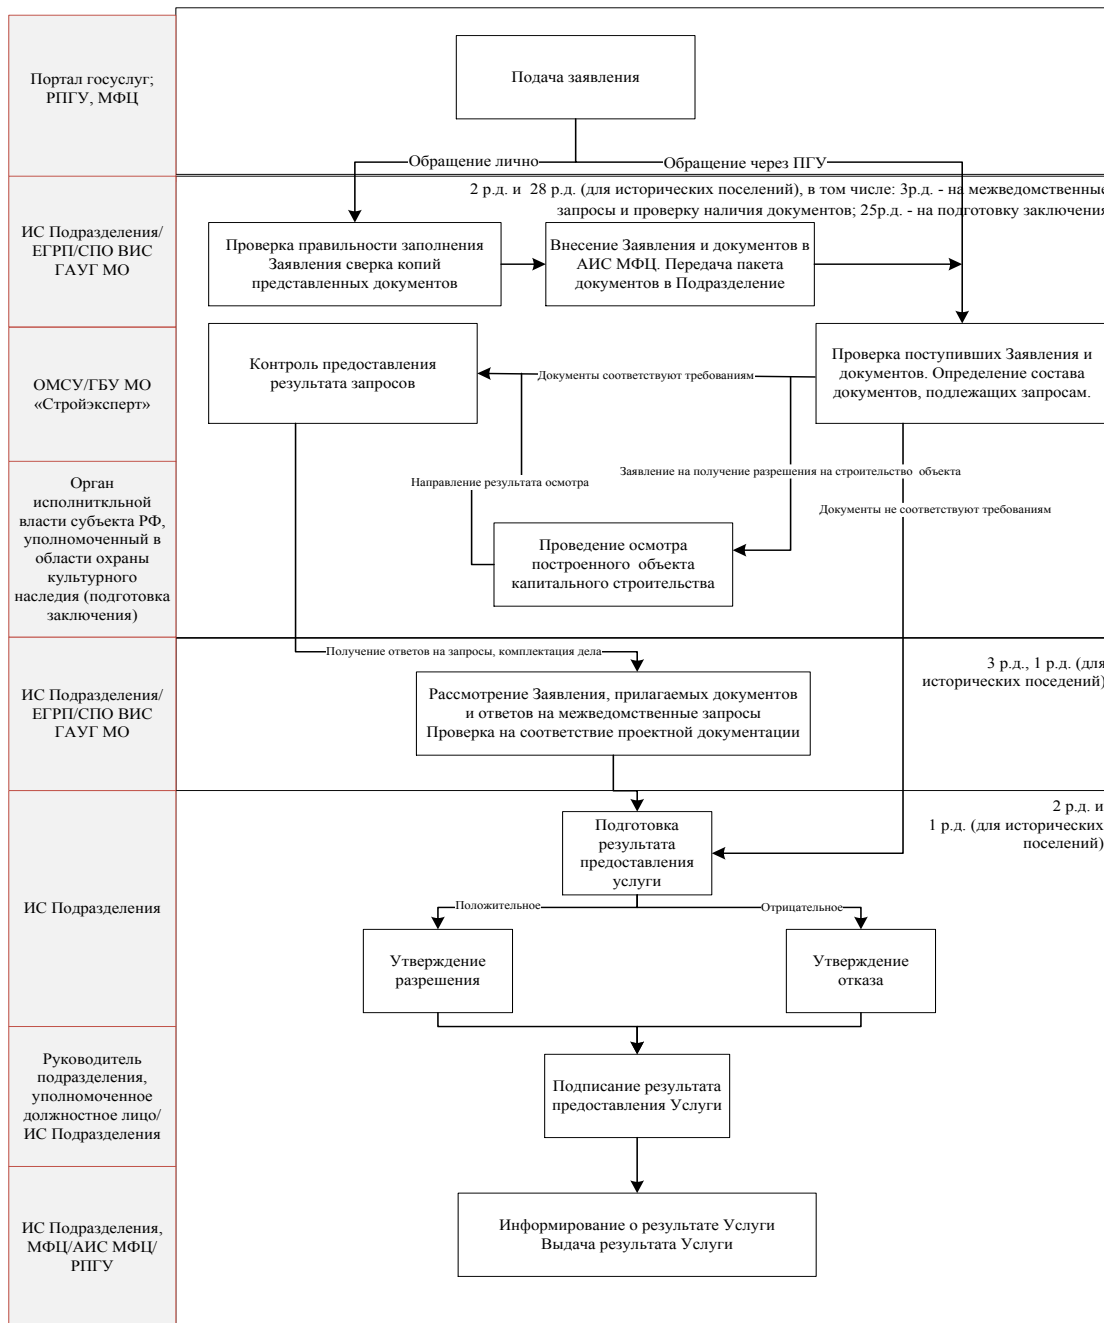 Портал госуслуг;
РПГУ, МФЦ
Подача заявления
Обращение лично
Обращение через ПГУ
ИС Подразделения/
ЕГРП/СПО ВИС
ГАУГ МО
2 р.д. и 28 р.д. (для исторических поселений), в том числе: 3р.д. - на межведомственные
запросы и проверку наличия документов; 25р.д. - на подготовку заключения
Проверка правильности заполнения
Заявления сверка копий
представленных документов
Внесение Заявления и документов в
АИС МФЦ. Передача пакета
документов в Подразделение
ОМСУ/ГБУ МО
«Стройэксперт»
Контроль предоставления
результата запросов
Документы соответствуют требованиям
Проверка поступивших Заявления и
документов. Определение состава
документов, подлежащих запросам.
Орган
исполниткльной
власти субъекта РФ,
уполномоченный в
области охраны
культурного
наследия (подготовка
заключения)
Заявление на получение разрешения на строительство объекта
Направление результата осмотра
Документы не соответствуют требованиям
Проведение осмотра
построенного объекта
капитального строительства
ИС Подразделения/
ЕГРП/СПО ВИС
ГАУГ МО
Получение ответов на запросы, комплектация дела
3 р.д., 1 р.д. (для
исторических поседений)
Рассмотрение Заявления, прилагаемых документов
и ответов на межведомственные запросы
Проверка на соответствие проектной документации
ИС Подразделения
2 р.д. и
1 р.д. (для исторических
поселений)
Подготовка
результата
предоставления
услуги
Положительное
Отрицательное
Утверждение
разрешения
Утверждение
отказа
Руководитель
подразделения,
уполномоченное
должностное лицо/
ИС Подразделения
Подписание результата
предоставления Услуги
ИС Подразделения,
МФЦ/АИС МФЦ/
РПГУ
Информирование о результате Услуги
Выдача результата Услуги